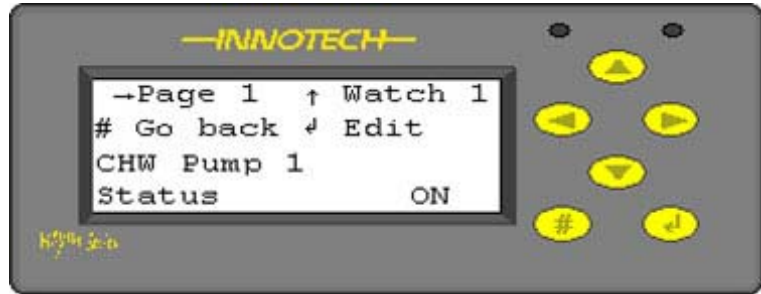 INNOTECH
→Page 1 ↑ Watch 1
# Go back ↲ Edit
CHW Pump 1
Status ON
#